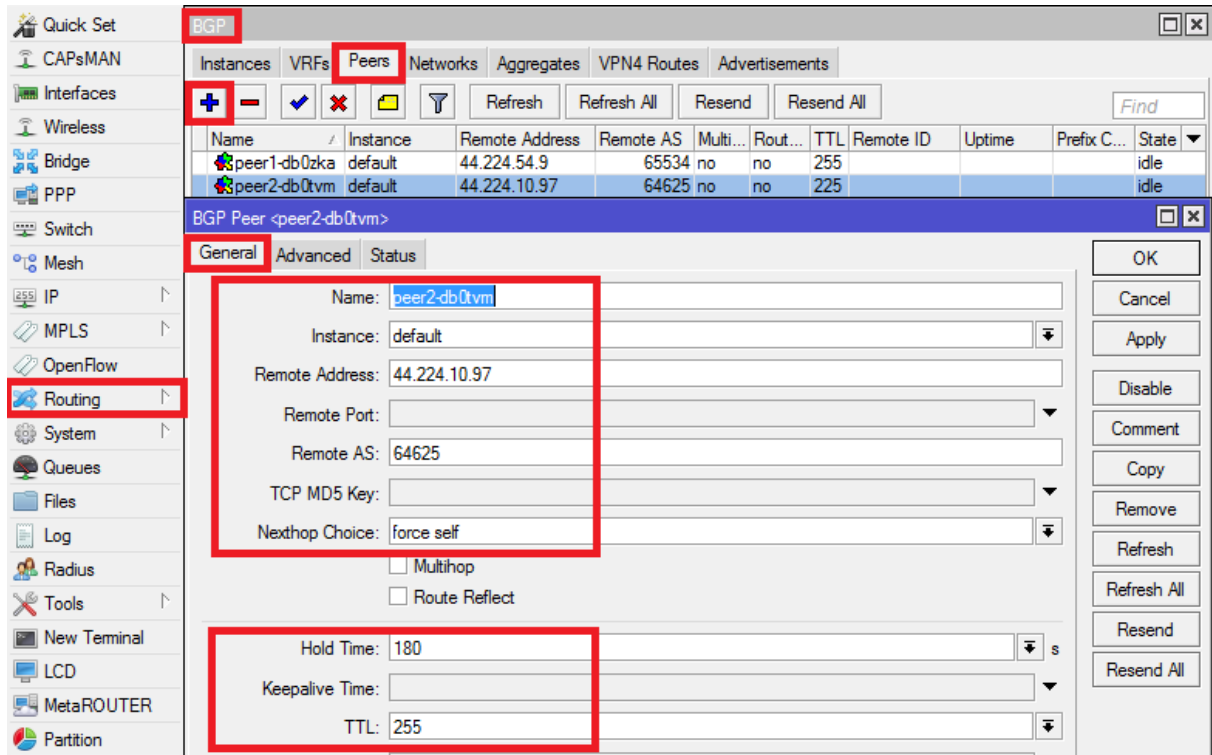 Quick Set
CAPsMAN
Interfaces
Wireless
Bridge
PPP
Switch
Mesh
255 IP
MPLS
OpenFlow
Routing
System
Queues
Files
Log
Radius
Tools
New Terminal
LCD
MetaROUTER
Partition
BGP
Instances VRFs Peers Networks Aggregates VPN4 Routes Advertisements
Refresh Refresh All Resend Resend All Find
Name Instance Remote Address Remote AS Multi... Rout... TTL Remote ID Uptime Prefix C... State
peer1-db0zka default 44.224.54.9 65534 no no 255 idle
peer2-db0tvm default 44.224.10.97 64625 no no 225 idle
BGP Peer <peer2-db0tvm>
General Advanced Status
Name: peer2-db0tvm
Instance: default
Remote Address: 44.224.10.97
Remote Port:
Remote AS: 64625
TCP MD5 Key:
Nexthop Choice: force self
Multihop
Route Reflect
Hold Time: 180 s
Keepalive Time:
TTL: 255
OK
Cancel
Apply
Disable
Comment
Copy
Remove
Refresh
Refresh All
Resend
Resend All